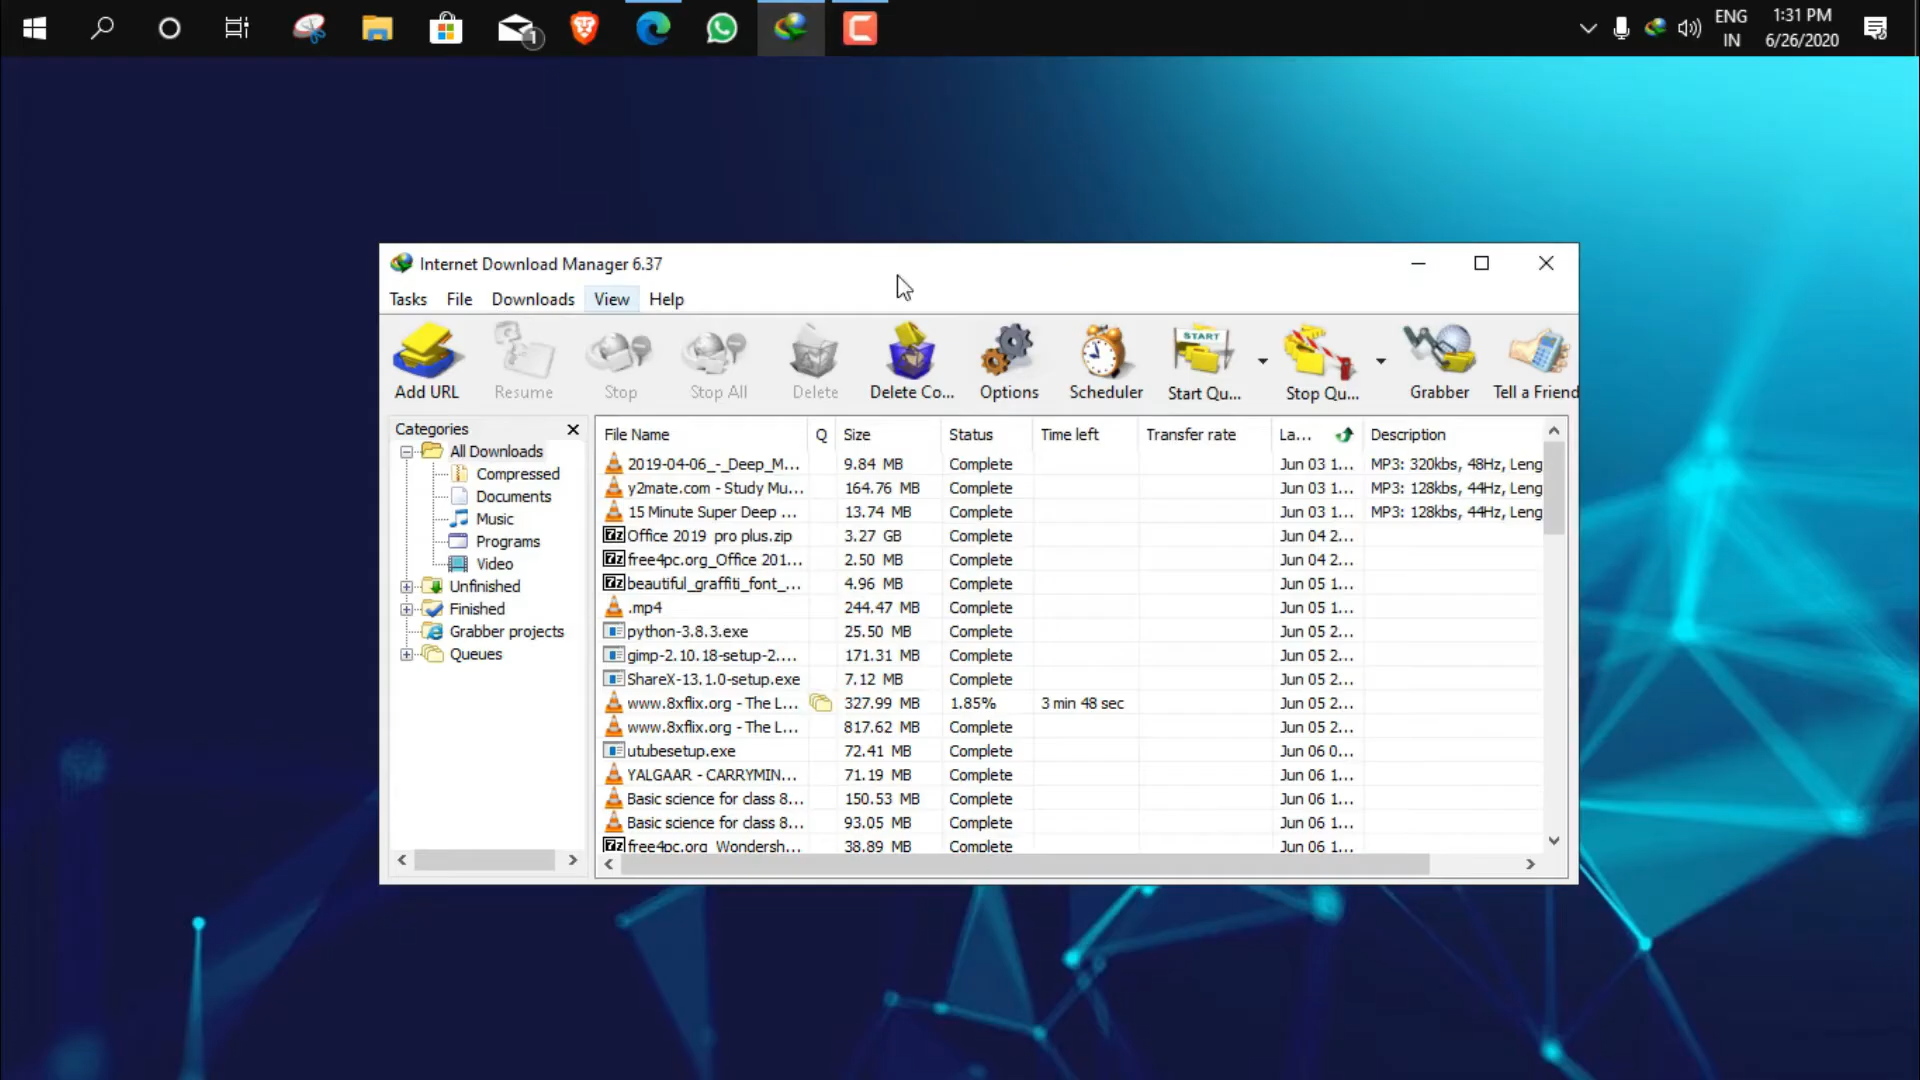 1
ENG
IN
1:31 PM
6/26/2020
Internet Download Manager 6.37
Tasks File Downloads View Help
Add URL Resume Stop Stop All Delete Delete Co... Options Scheduler START Start Qu... Stop Qu... Grabber Tell a Friend
Categories
All Downloads
Compressed
Documents
Music
Programs
Video
Unfinished
Finished
Grabber projects
Queues
File Name Q Size Status Time left Transfer rate La... Description
2019-04-06_-_Deep_M... 9.84 MB Complete Jun 03 1... MP3: 320kbs, 48Hz, Leng
y2mate.com - Study Mu... 164.76 MB Complete Jun 03 1... MP3: 128kbs, 44Hz, Leng
15 Minute Super Deep ... 13.74 MB Complete Jun 03 1... MP3: 128kbs, 44Hz, Leng
7z Office 2019 pro plus.zip 3.27 GB Complete Jun 04 2...
7z free4pc.org_Office 201... 2.50 MB Complete Jun 04 2...
7z beautiful_graffiti_font_... 4.96 MB Complete Jun 05 1...
.mp4 244.47 MB Complete Jun 05 1...
python-3.8.3.exe 25.50 MB Complete Jun 05 2...
gimp-2.10.18-setup-2.... 171.31 MB Complete Jun 05 2...
ShareX-13.1.0-setup.exe 7.12 MB Complete Jun 05 2...
www.8xflix.org - The L... 327.99 MB 1.85% 3 min 48 sec Jun 05 2...
www.8xflix.org - The L... 817.62 MB Complete Jun 05 2...
utubesetup.exe 72.41 MB Complete Jun 06 0...
YALGAAR - CARRYMIN... 71.19 MB Complete Jun 06 1...
Basic science for class 8... 150.53 MB Complete Jun 06 1...
Basic science for class 8... 93.05 MB Complete Jun 06 1...
7z free4pc.org_Wondersh... 38.89 MB Complete Jun 06 1...